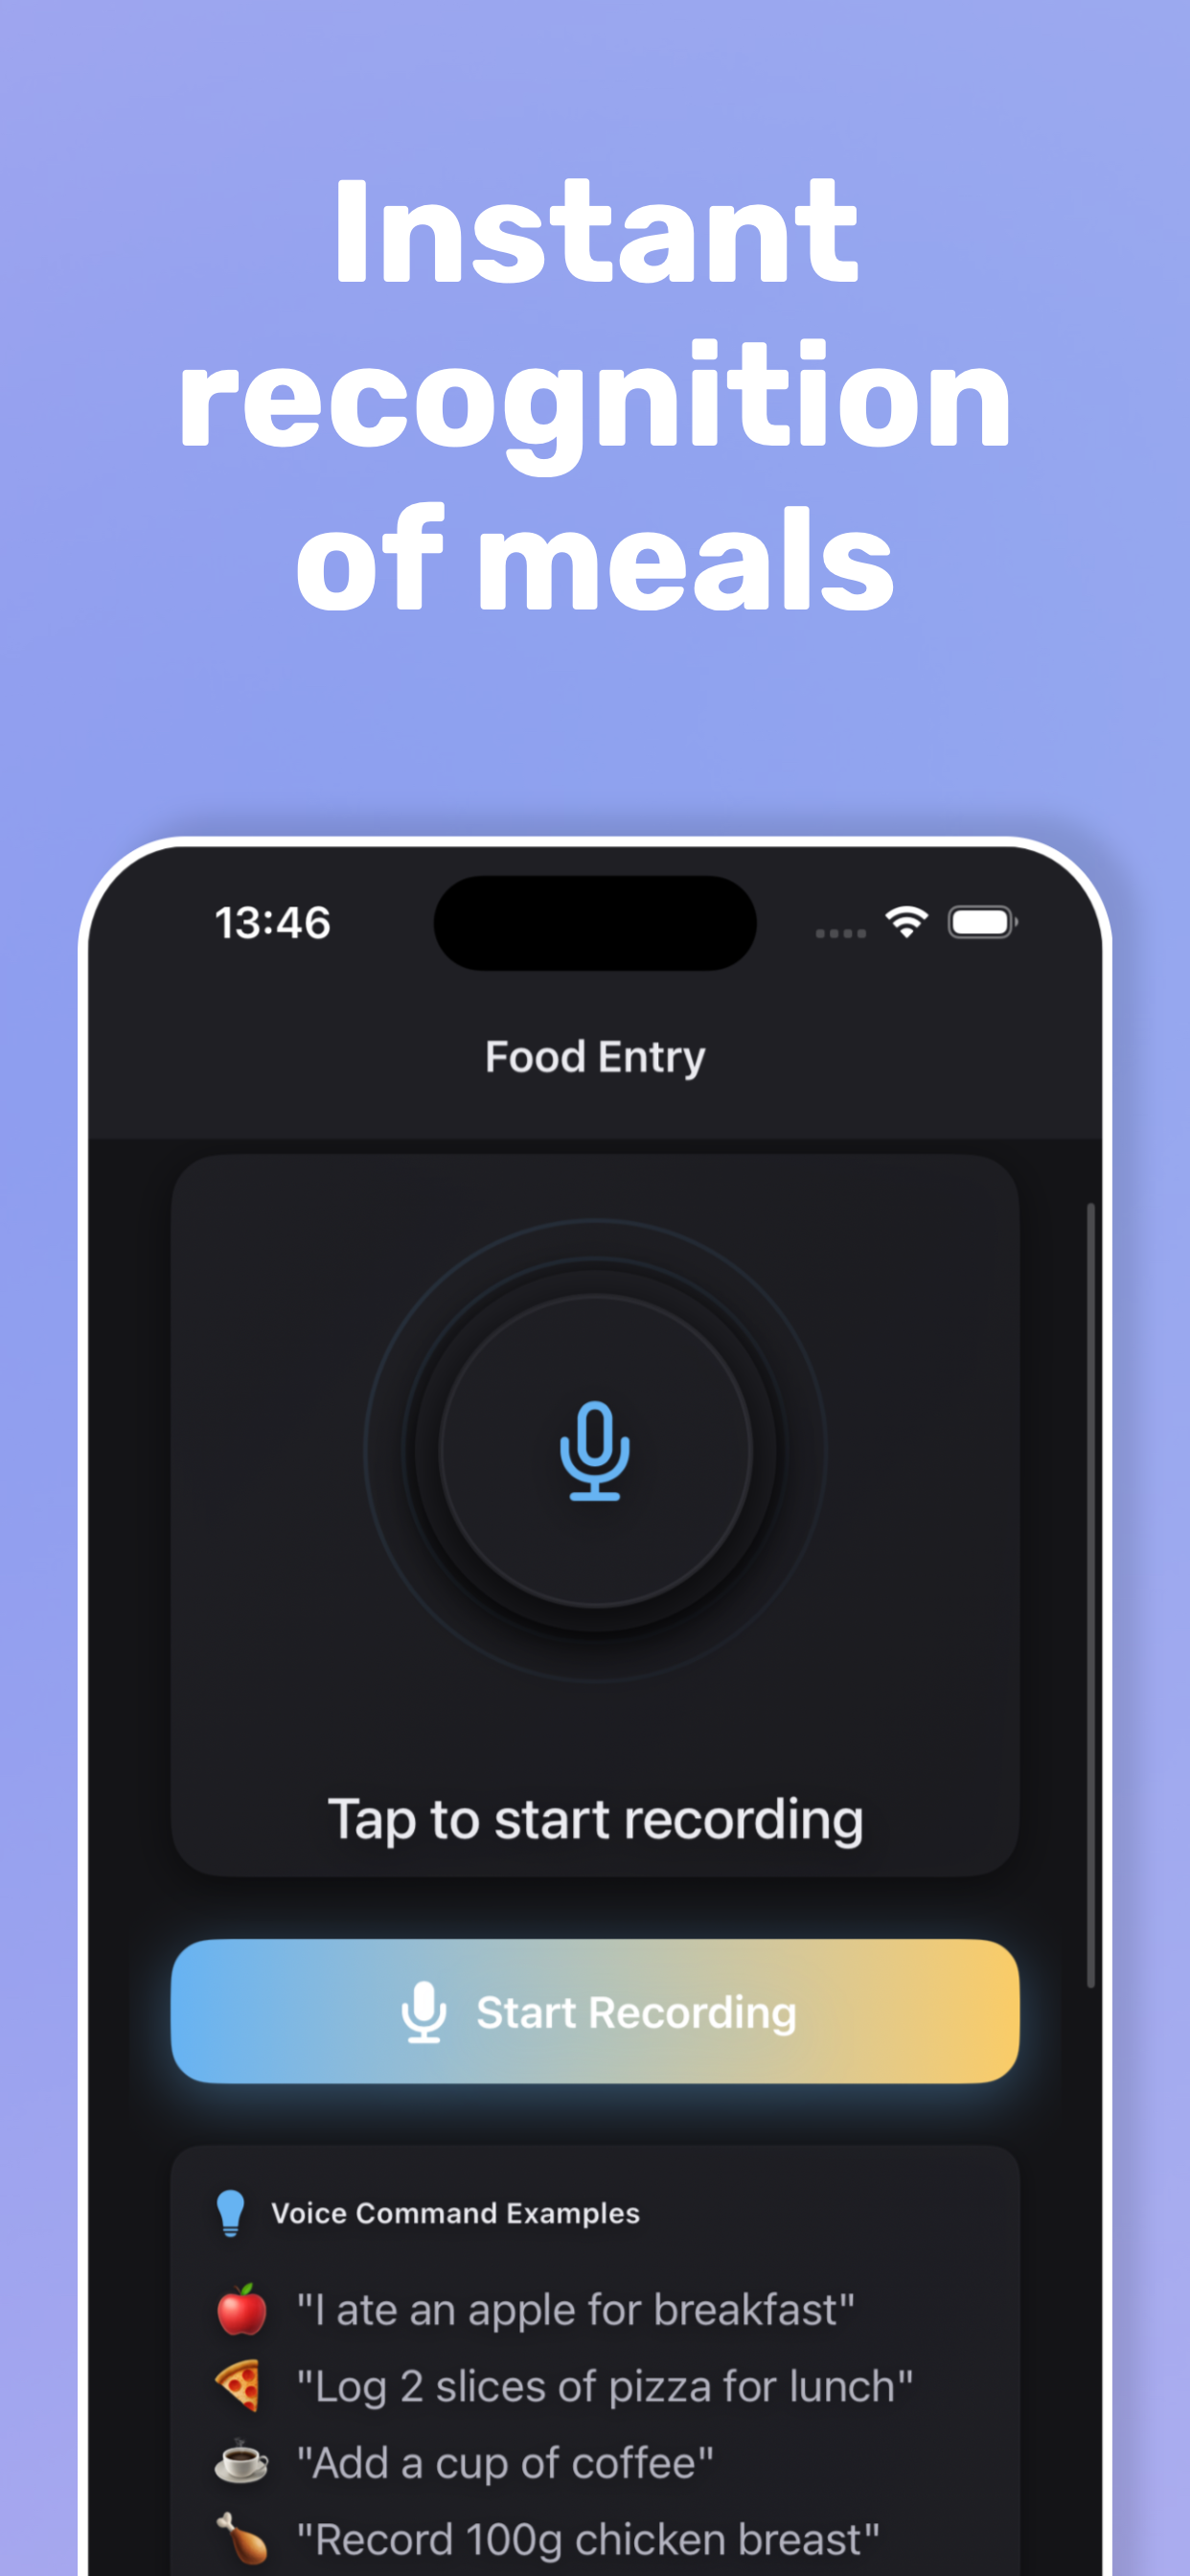 Instant
recognition
of meals
13:46
Food Entry
Tap to start recording
Start Recording
Voice Command Examples
"I ate an apple for breakfast"
"Log 2 slices of pizza for lunch"
"Add a cup of coffee"
"Record 100g chicken breast"